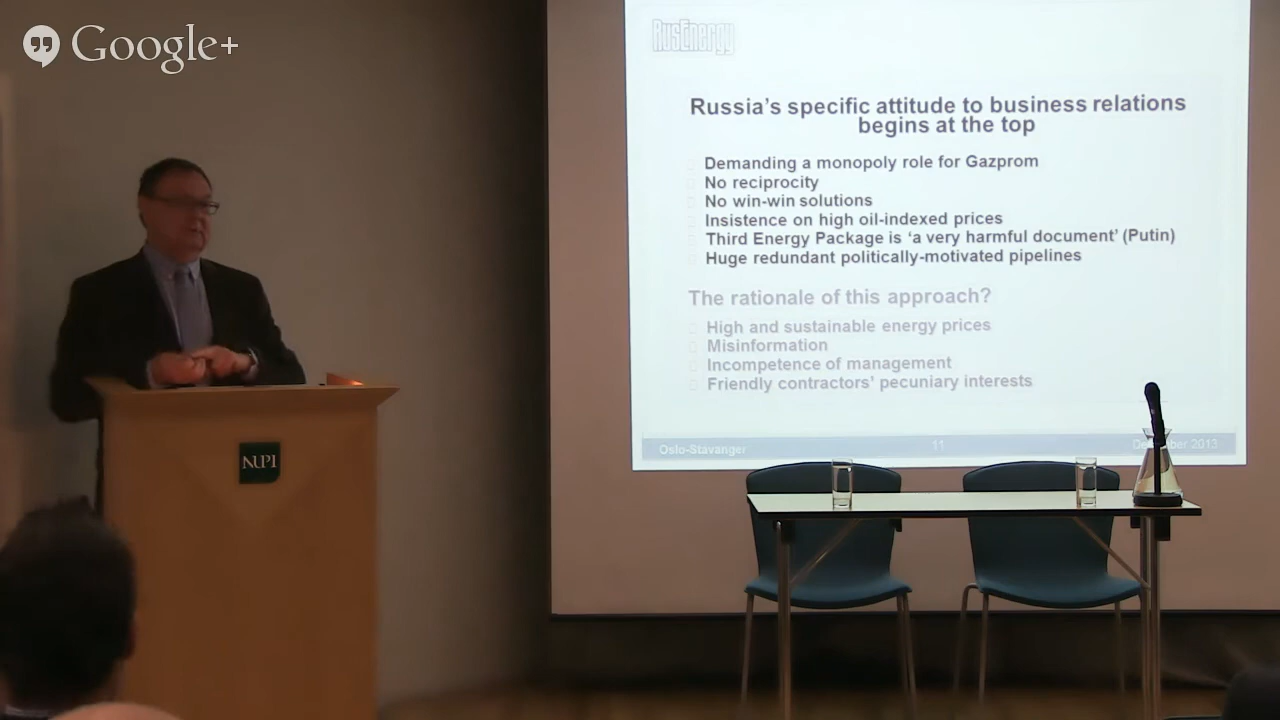 Google+
RusEnergy
Russia's specific attitude to business relations
begins at the top
Demanding a monopoly role for Gazprom
No reciprocity
No win-win solutions
Insistence on high oil-indexed prices
Third Energy Package is 'a very harmful document' (Putin)
Huge redundant politically-motivated pipelines
The rationale of this approach?
High and sustainable energy prices
Misinformation
Incompetence of management
Friendly contractors' pecuniary interests
Oslo-Stavanger
11
2013
NUPI